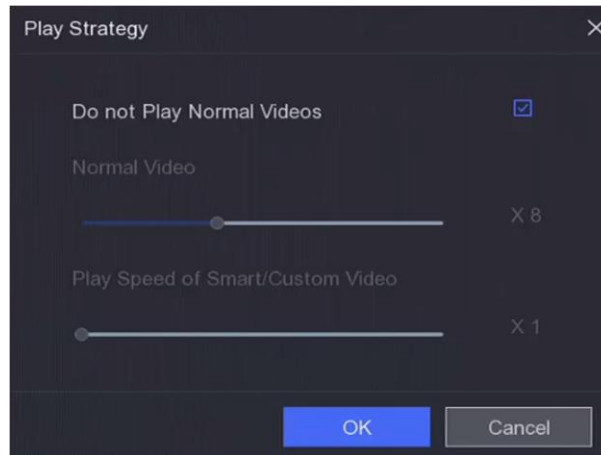 Play Strategy
Do not Play Normal Videos
Normal Video
X 8
Play Speed of Smart/Custom Video
X 1
OK
Cancel